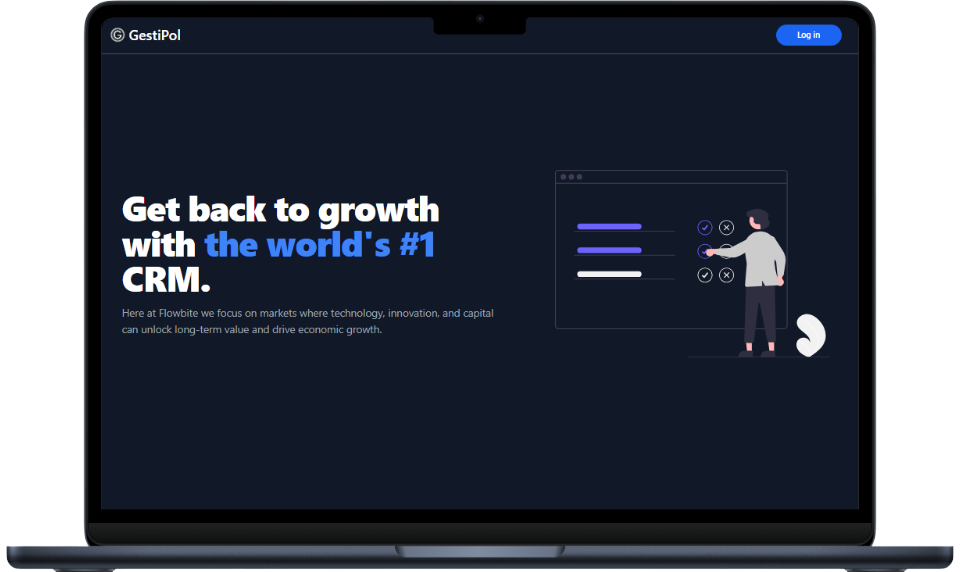 GestiPol
Log in
Get back to growth
with the world's #1
CRM.
Here at Flowbite we focus on markets where technology, innovation, and capital
can unlock long-term value and drive economic growth.